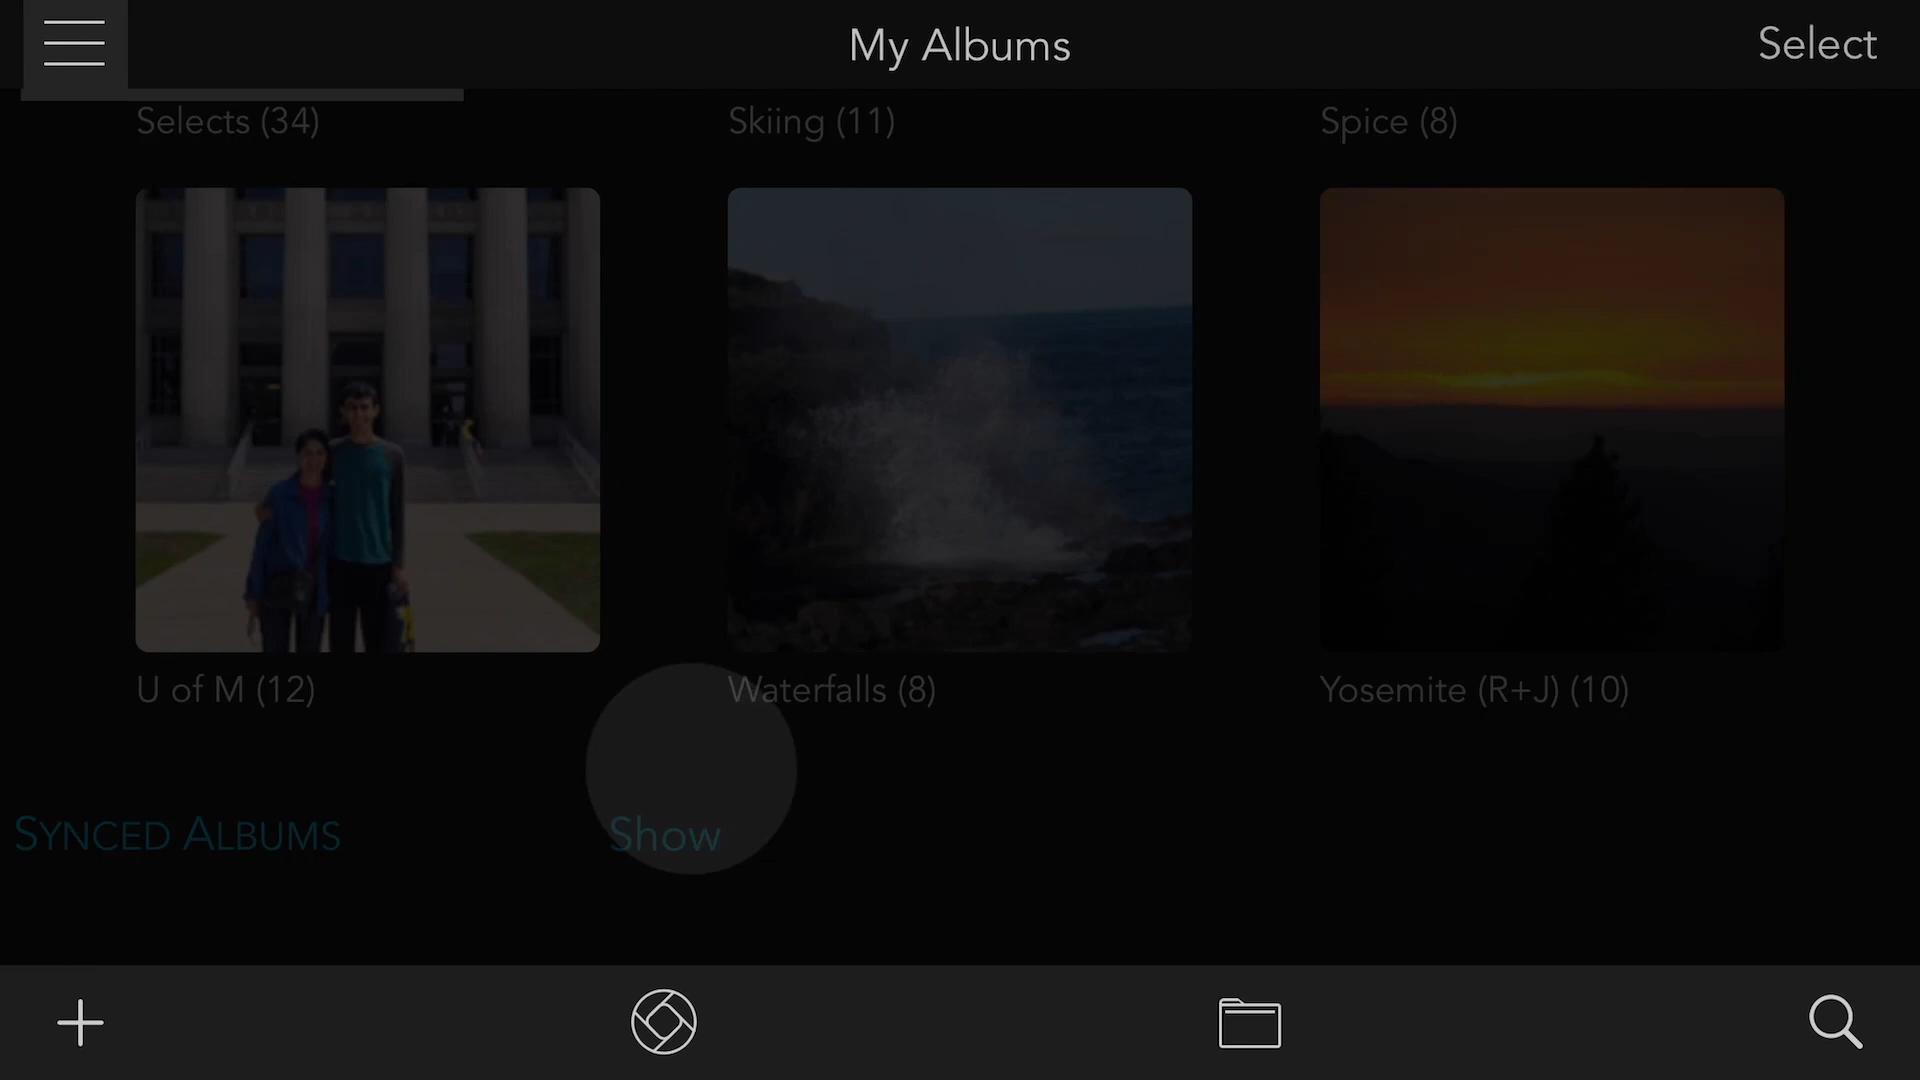 My Albums
Select
Selects (34)
Skiing (11)
Spice (8)
U of M (12)
Waterfalls (8)
Yosemite (R+J) (10)
SYNCED ALBUMS
Show